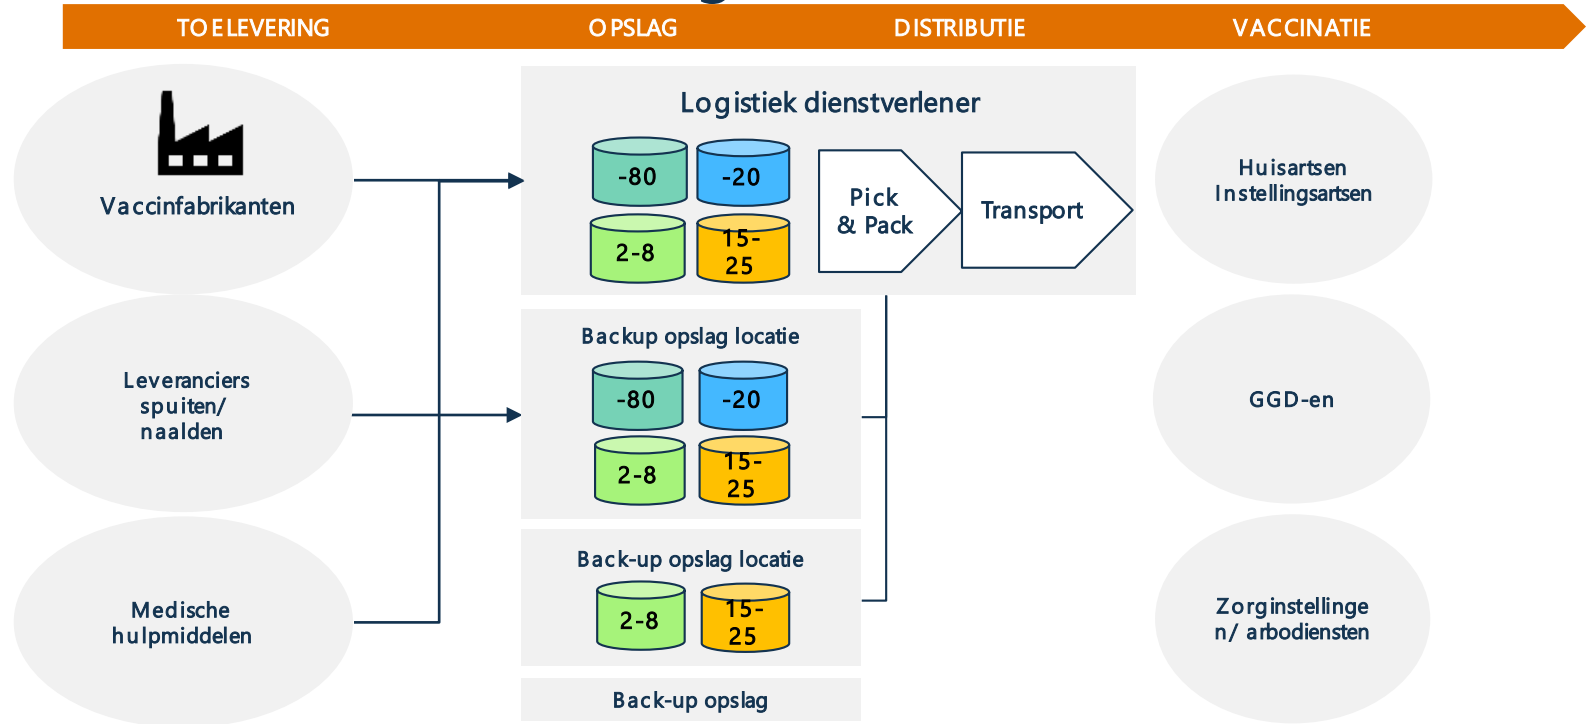 TOELEVERING
OPSLAG
DISTRIBUTIE
VACCINATIE
Vaccinfabrikanten
Leveranciers
spuiten/
naalden
Medische
hulpmiddelen
Logistiek dienstverlener
-80
-20
2-8
15-
25
Pick
& Pack
Transport
Backup opslag locatie
-80
-20
2-8
15-
25
Back-up opslag locatie
2-8
15-
25
Back-up opslag
Huisartsen
Instellingsartsen
GGD-en
Zorginstellinge
n/ arbodiensten